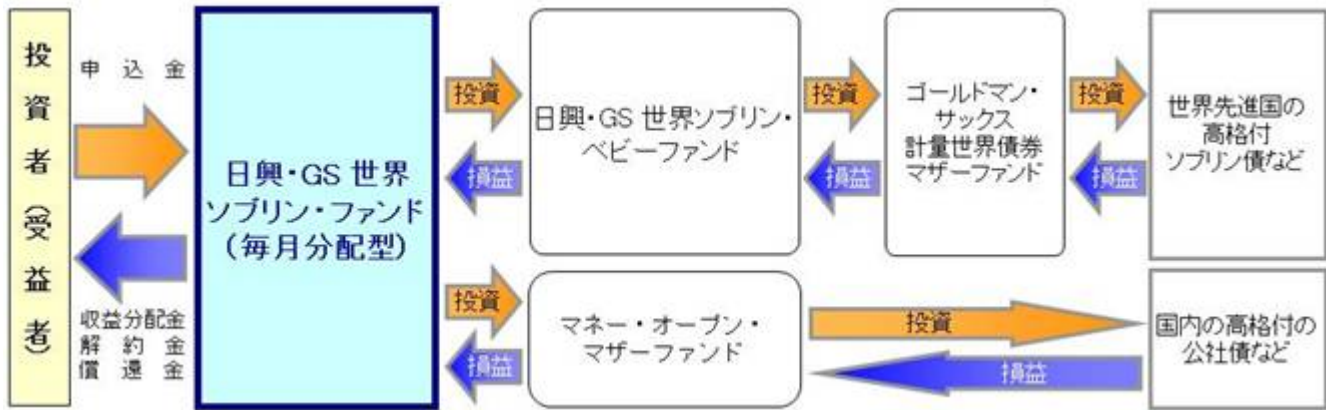 投資者(受益者)
申込金
収益分配金
解約金
償還金
日興・GS 世界
ソブリン・ファンド
(毎月分配型)
投資
損益
日興・GS 世界ソブリン・
ベビーファンド
投資
損益
ゴールドマン・
サックス
計量世界債券
マザーファンド
投資
損益
世界先進国の
高格付
ソブリン債など
投資
損益
マネー・オープン・
マザーファンド
投資
損益
国内の高格付の
公社債など